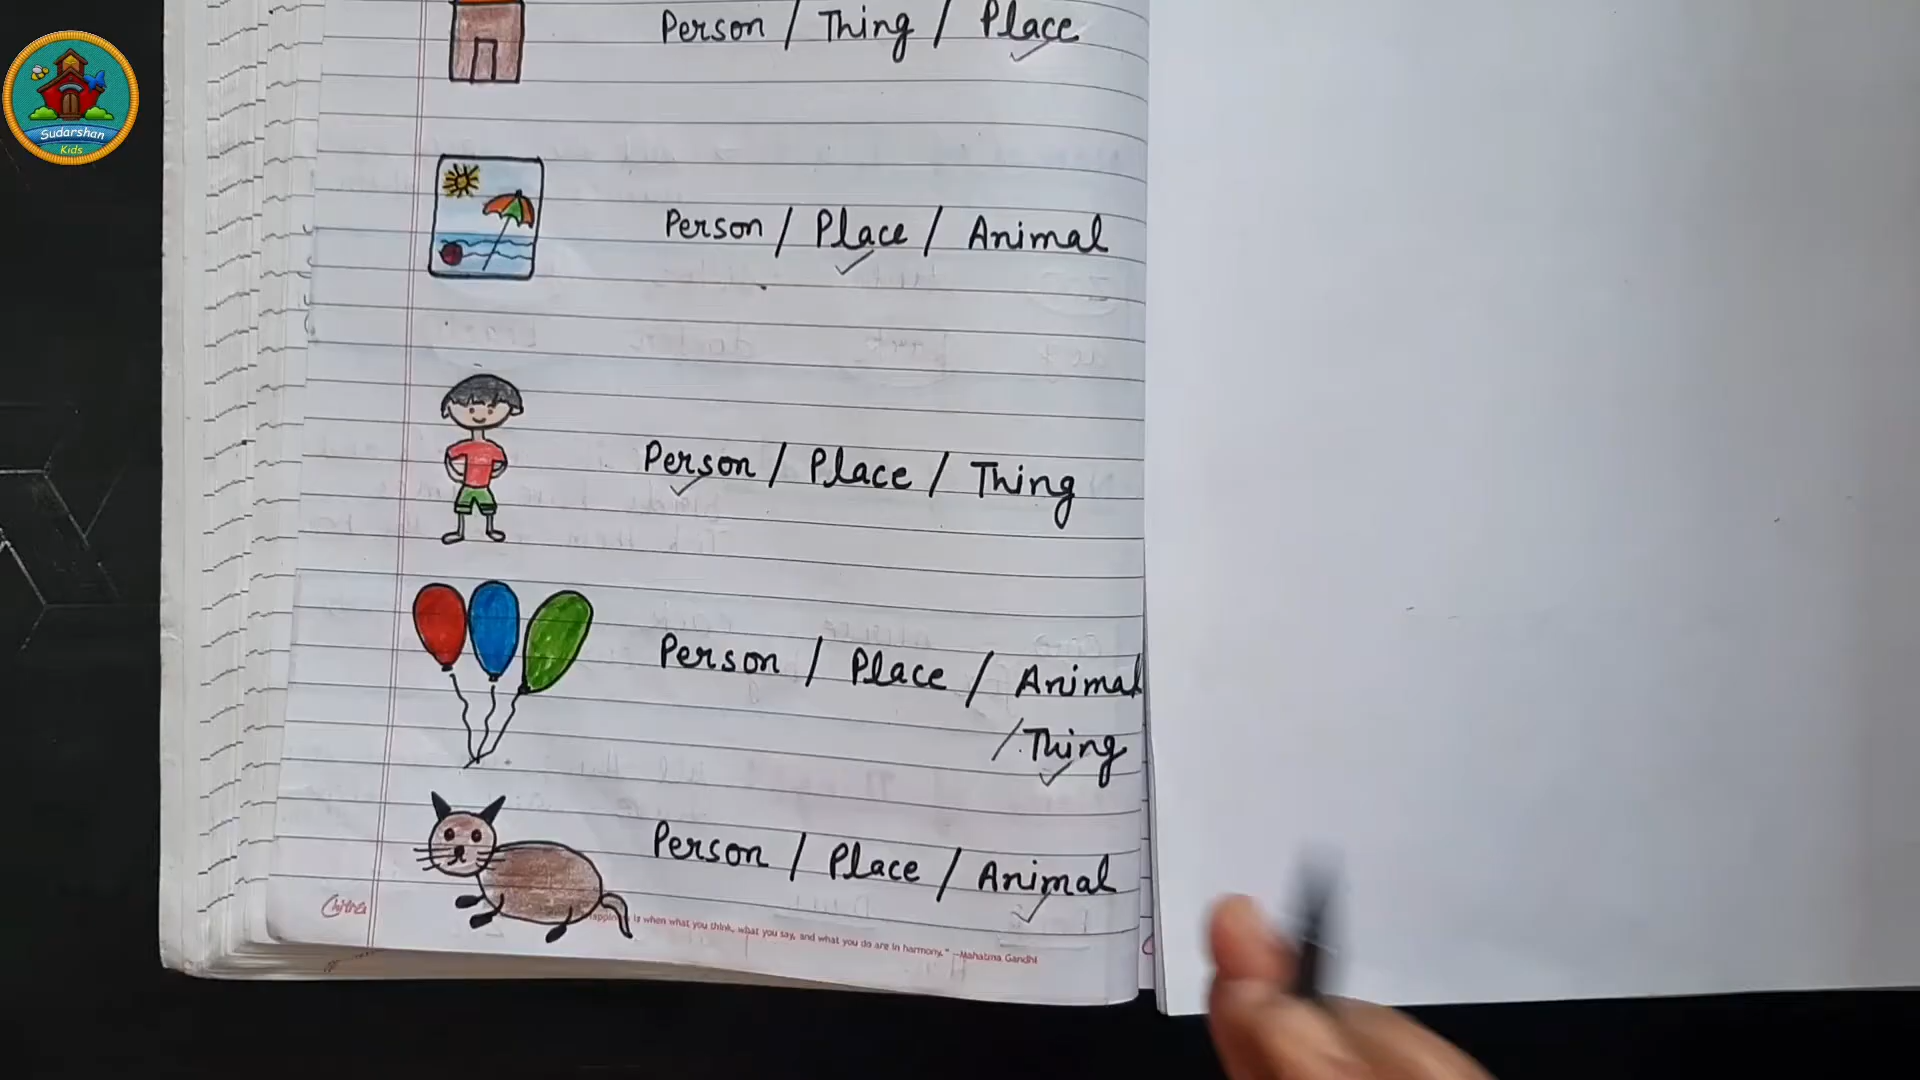 Sudarshan
Kids
Person / Thing / Place
Person / Place / Animal
Person / Place / Thing
Person / Place / Animal
/ Thing
Person / Place / Animal
Chitra
is when what you think, what you say, and what you do are in harmony." —Mahatma Gandhi